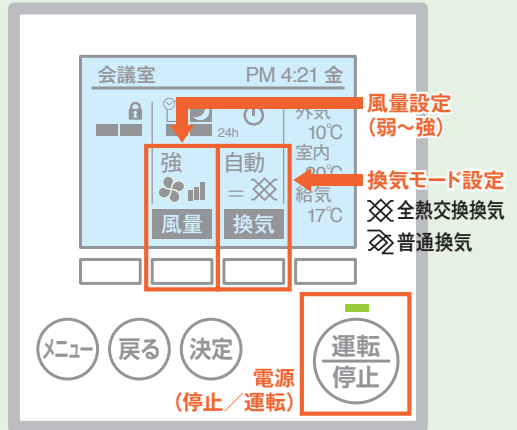 会議室 PM 4:21 金
24h
外気
10℃
室内
20℃
給気
17℃
強
風量
自動
=
換気
風量設定
(弱〜強)
換気モード設定
全熱交換換気
普通換気
メニュー
戻る
決定
運転
停止
電源
(停止/運転)